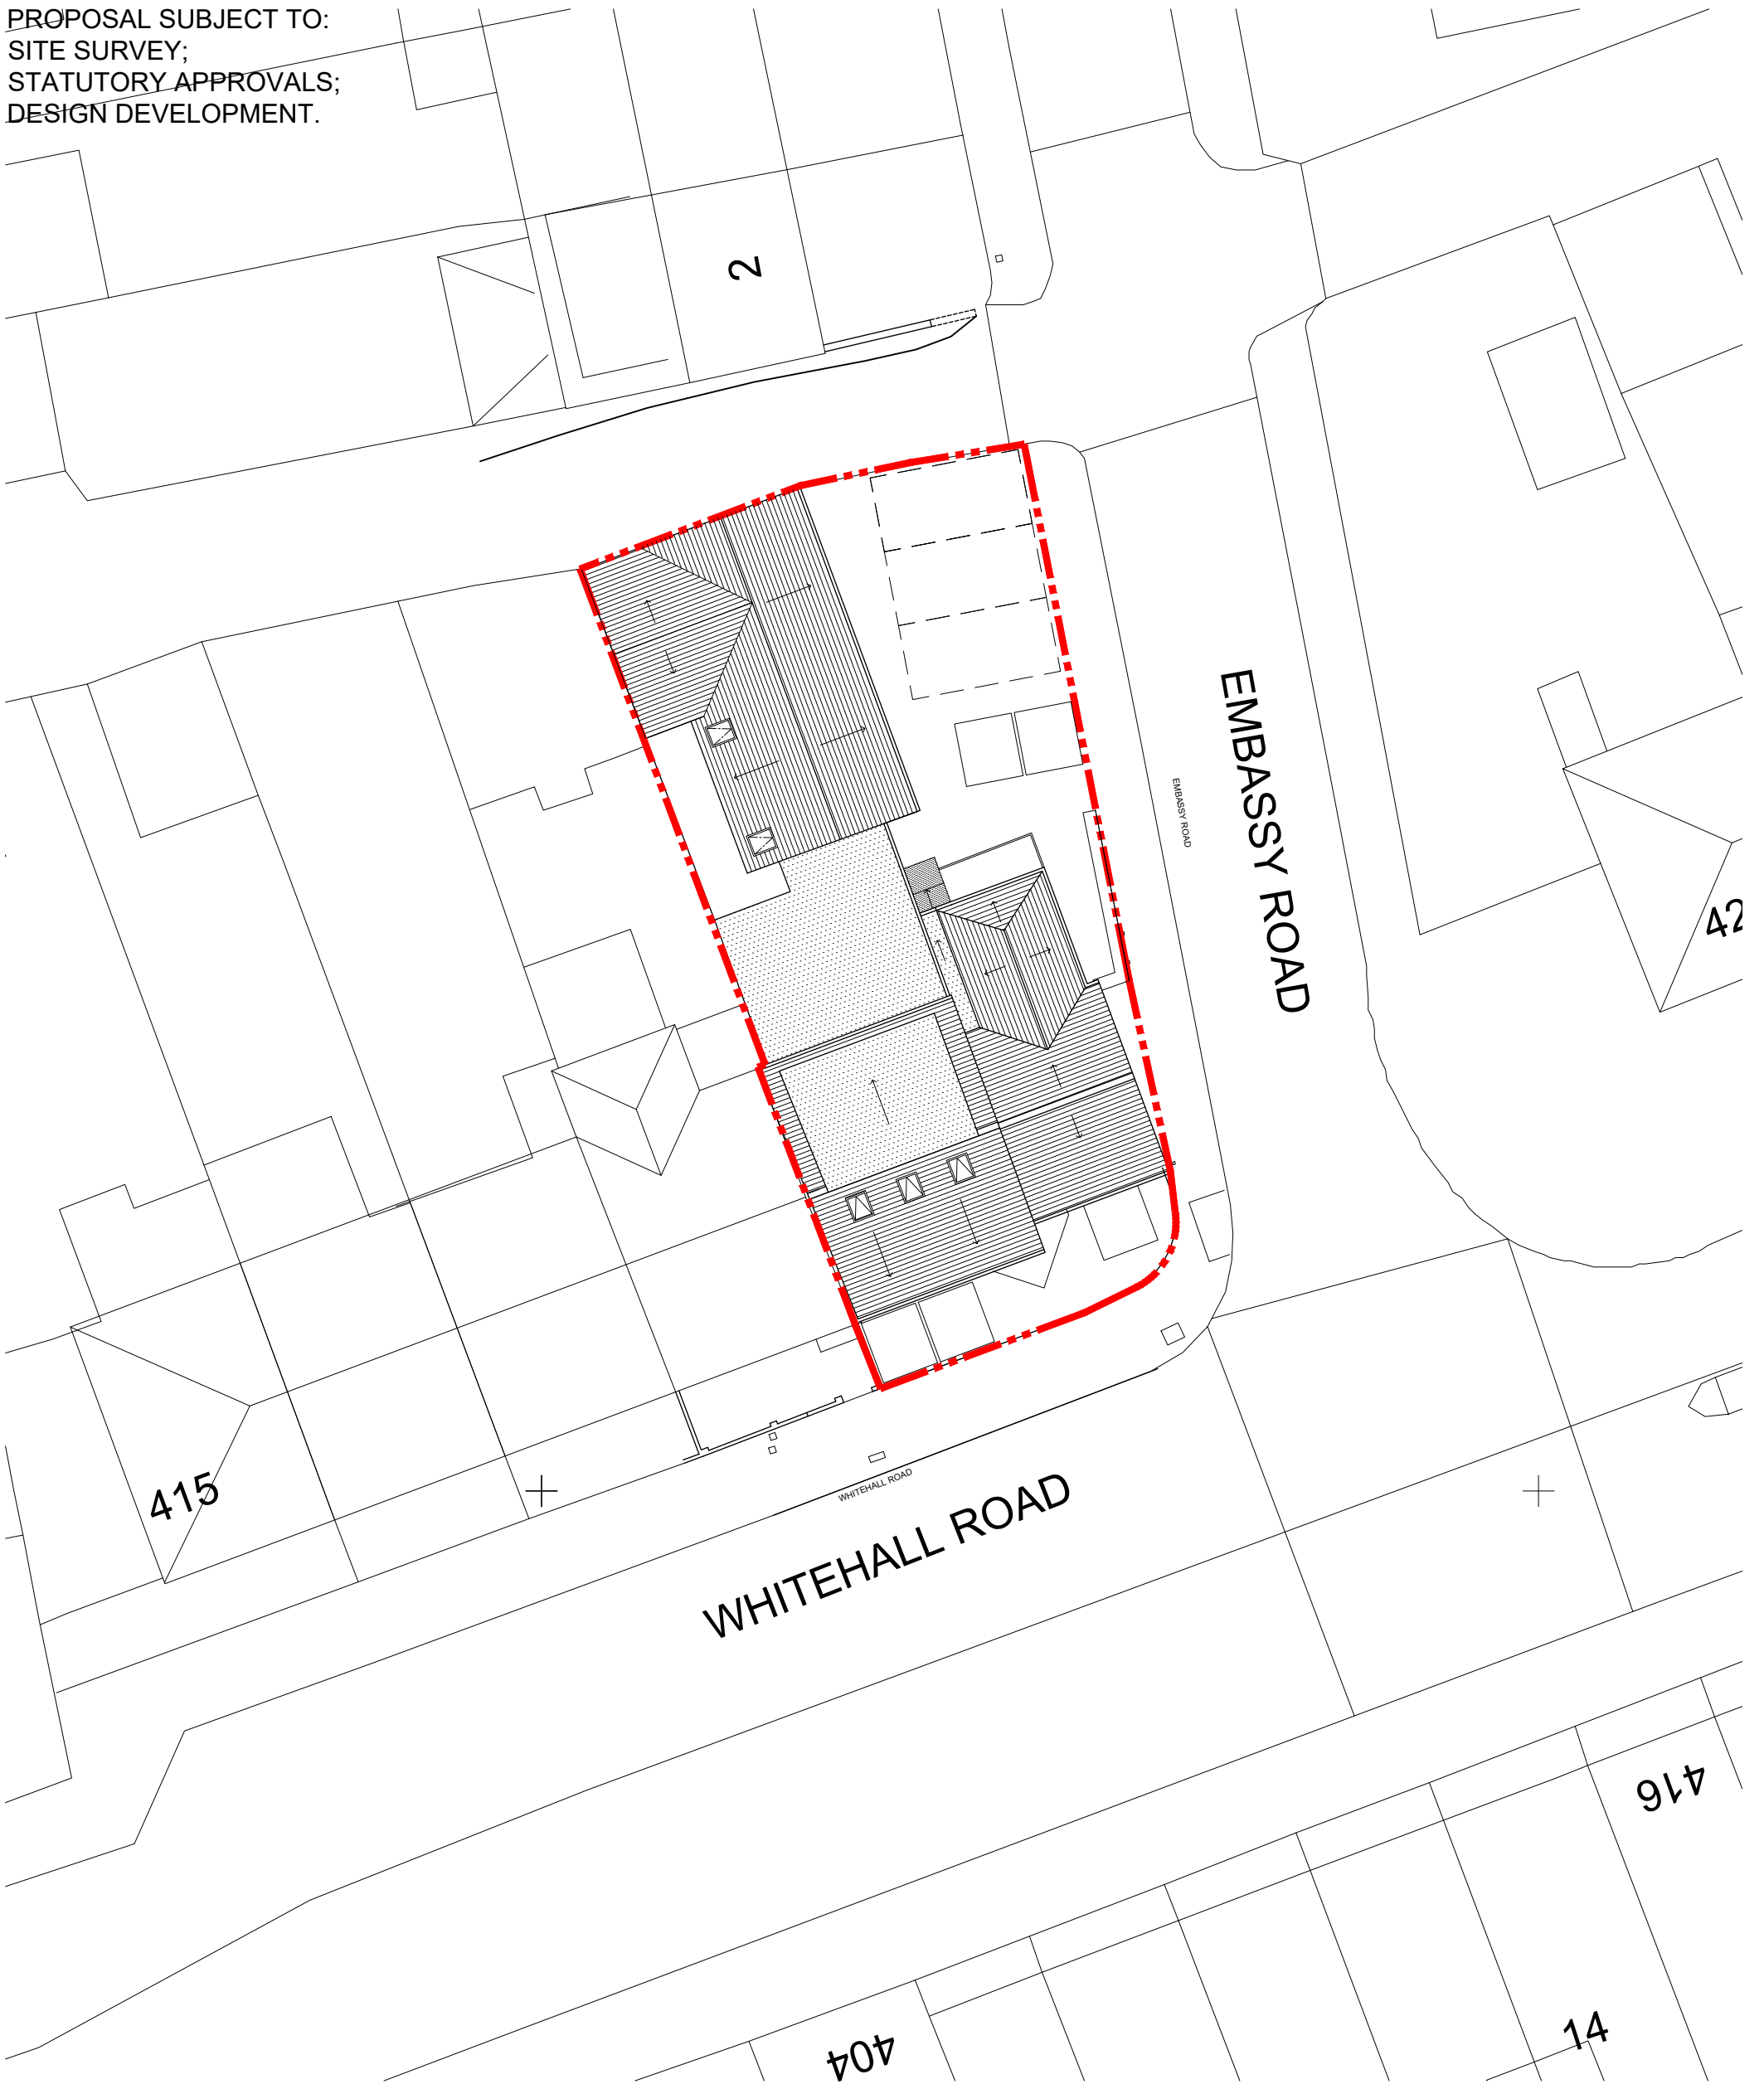 PROPOSAL SUBJECT TO:
SITE SURVEY;
STATUTORY APPROVALS;
DESIGN DEVELOPMENT.
2
EMBASSY ROAD
EMBASSY ROAD
42
415
WHITEHALL ROAD
WHITEHALL ROAD
416
14
404